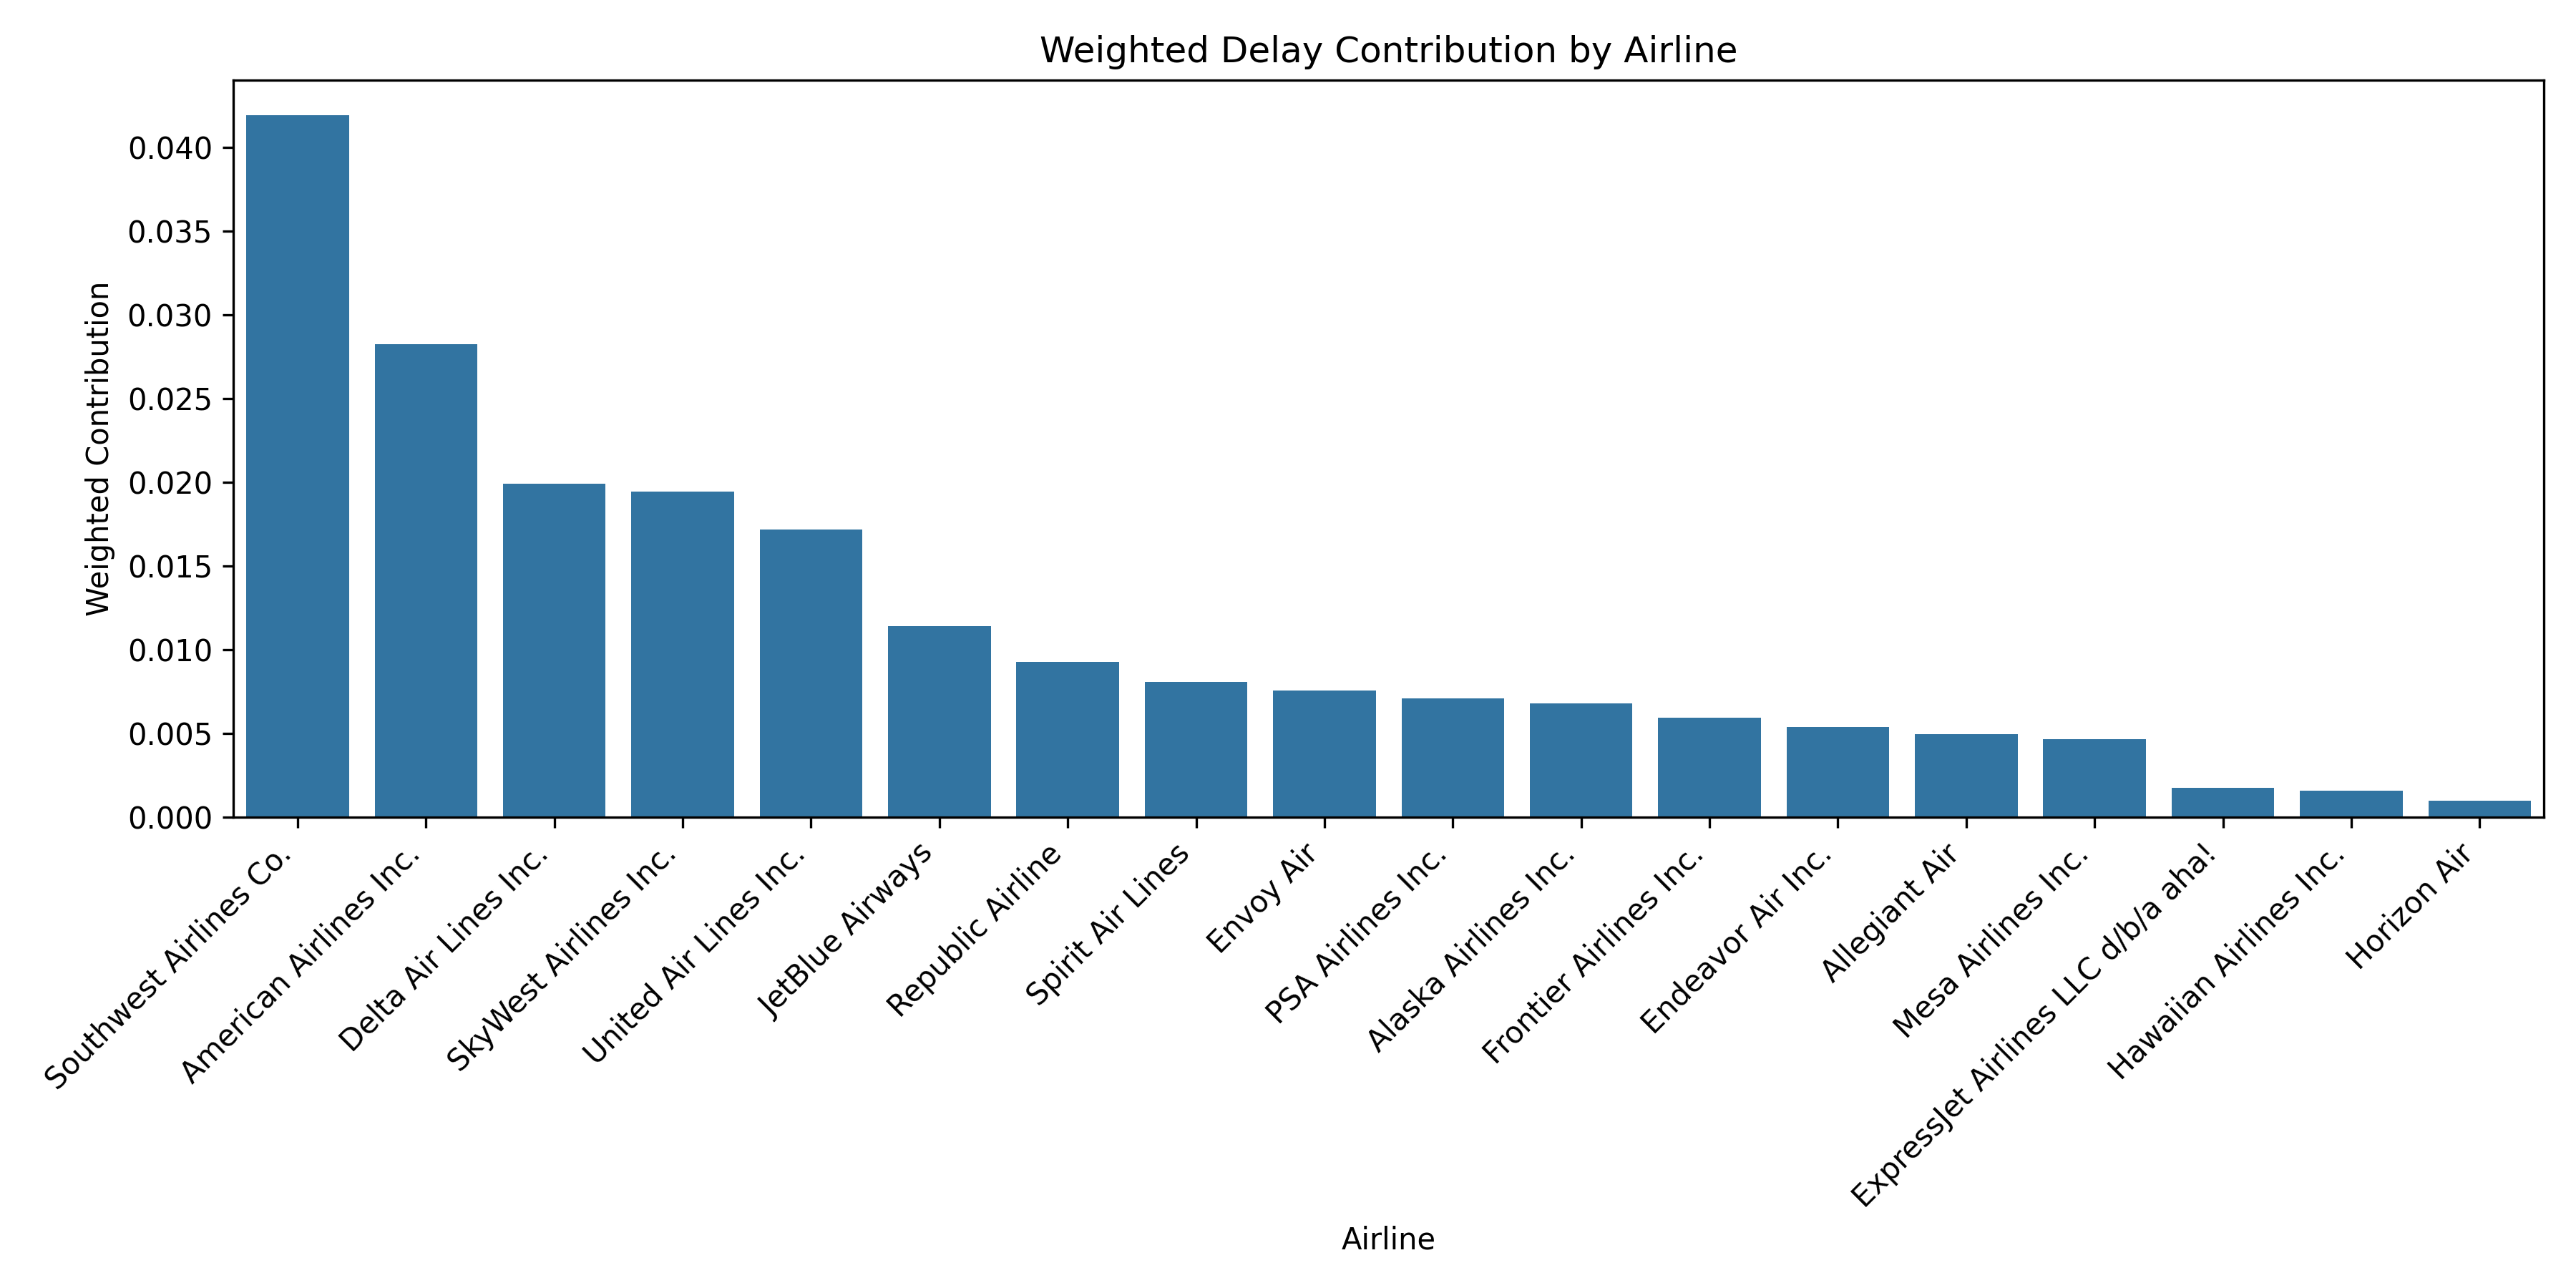 Weighted Delay Contribution by Airline
Weighted Contribution
0.040
0.035
0.030
0.025
0.020
0.015
0.010
0.005
0.000
Southwest Airlines Co.
American Airlines Inc.
Delta Air Lines Inc.
SkyWest Airlines Inc.
United Air Lines Inc.
JetBlue Airways
Republic Airline
Spirit Air Lines
Envoy Air
PSA Airlines Inc.
Alaska Airlines Inc.
Frontier Airlines Inc.
Endeavor Air Inc.
Allegiant Air
Mesa Airlines Inc.
ExpressJet Airlines LLC d/b/a aha!
Hawaiian Airlines Inc.
Horizon Air
Airline